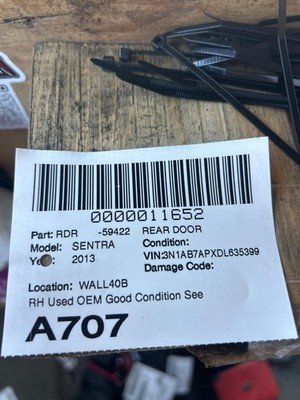 0000011652
Part: RDR -59422 REAR DOOR
Model: SENTRA Condition:
Ye 2013 VIN:3N1AB7APXDL635399
Damage Code:
Location: WALL40B
RH Used OEM Good Condition See
A707